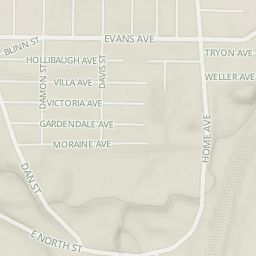 BLINN ST
EVANS AVE
TRYON AVE
HOLLIBAUGH AVE
WELLER AVE
VILLA AVE
DAMON ST
DAVIS ST
VICTORIA AVE
GARDENDALE AVE
MORAINE AVE
HOME AVE
DAN ST
E NORTH ST